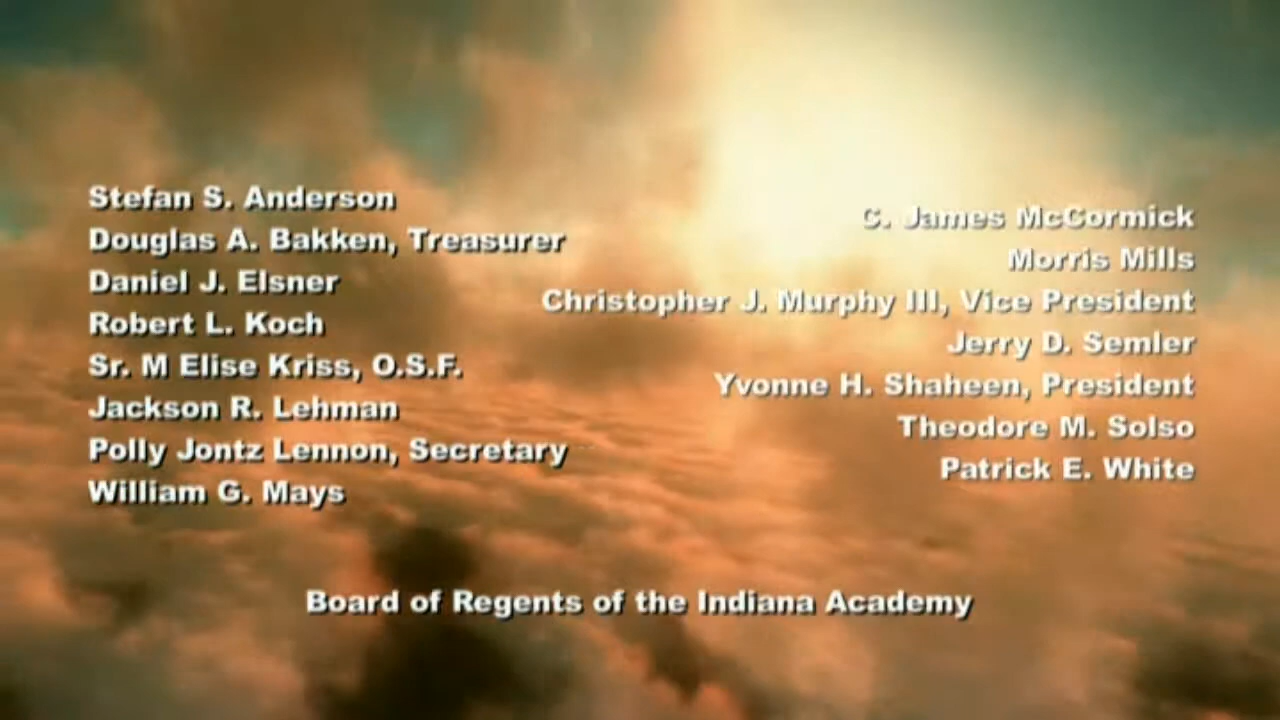 Stefan S. Anderson
Douglas A. Bakken, Treasurer
Daniel J. Elsner
Robert L. Koch
Sr. M Elise Kriss, O.S.F.
Jackson R. Lehman
Polly Jontz Lennon, Secretary
William G. Mays
C. James McCormick
Morris Mills
Christopher J. Murphy III, Vice President
Jerry D. Semler
Yvonne H. Shaheen, President
Theodore M. Solso
Patrick E. White
Board of Regents of the Indiana Academy